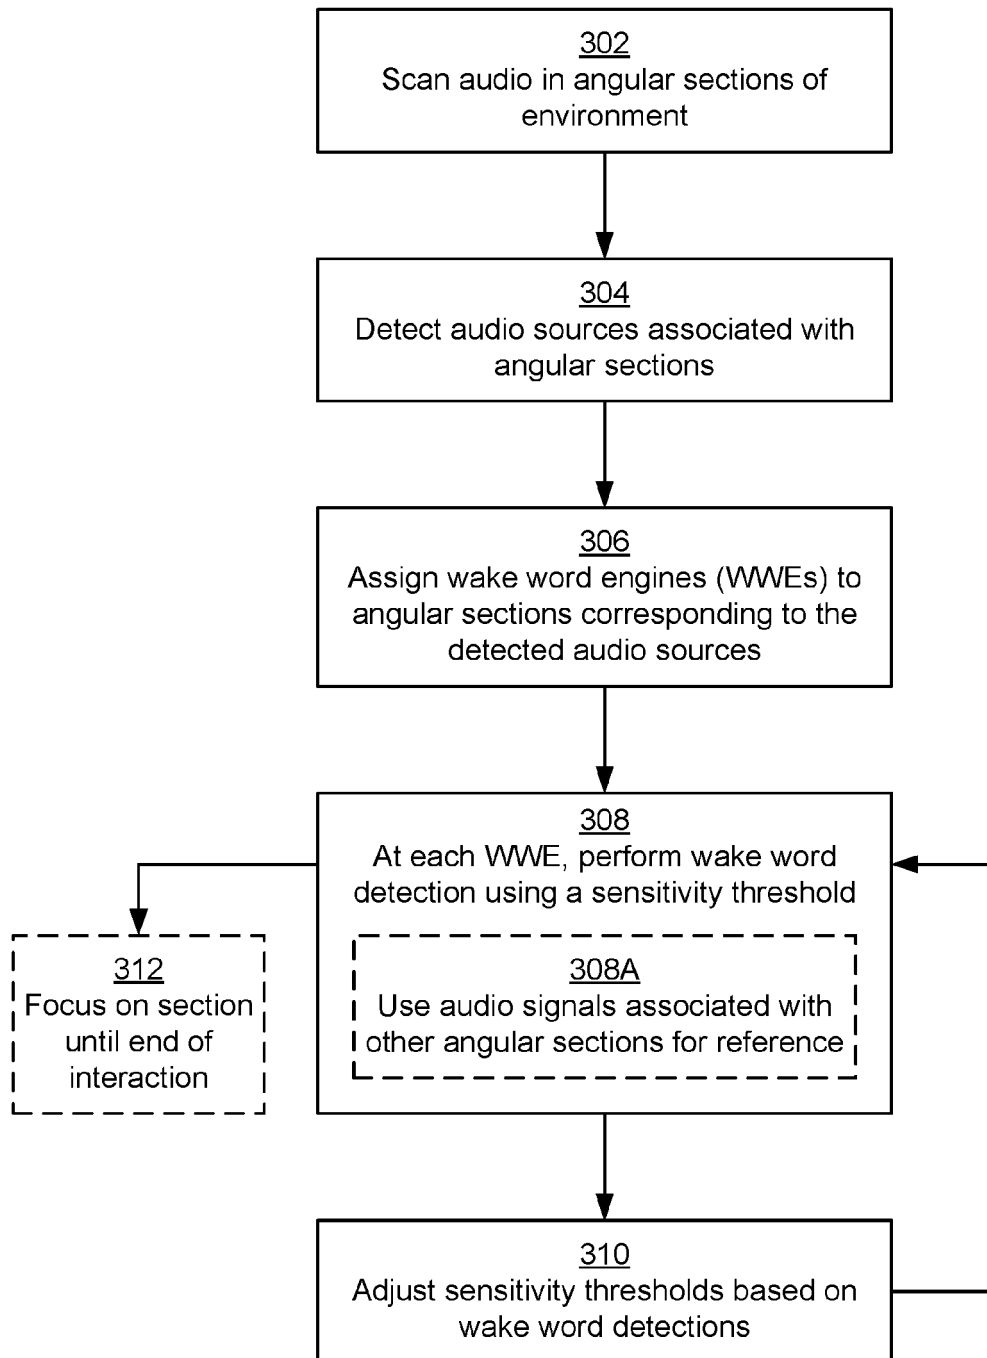 302
Scan audio in angular sections of
environment
304
Detect audio sources associated with
angular sections
306
Assign wake word engines (WWEs) to
angular sections corresponding to the
detected audio sources
308
At each WWE, perform wake word
detection using a sensitivity threshold
308A
Use audio signals associated with
other angular sections for reference
312
Focus on section
until end of
interaction
310
Adjust sensitivity thresholds based on
wake word detections